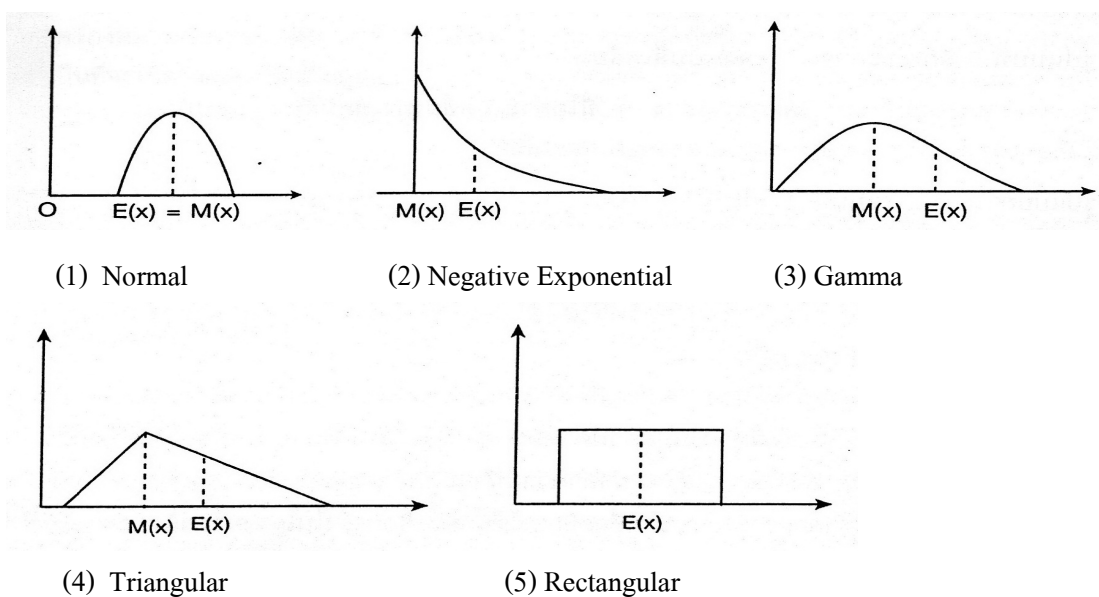 O E(x) = M(x)
M(x) E(x)
M(x) E(x)
(1) Normal
(2) Negative Exponential
(3) Gamma
M(x) E(x)
E(x)
(4) Triangular
(5) Rectangular